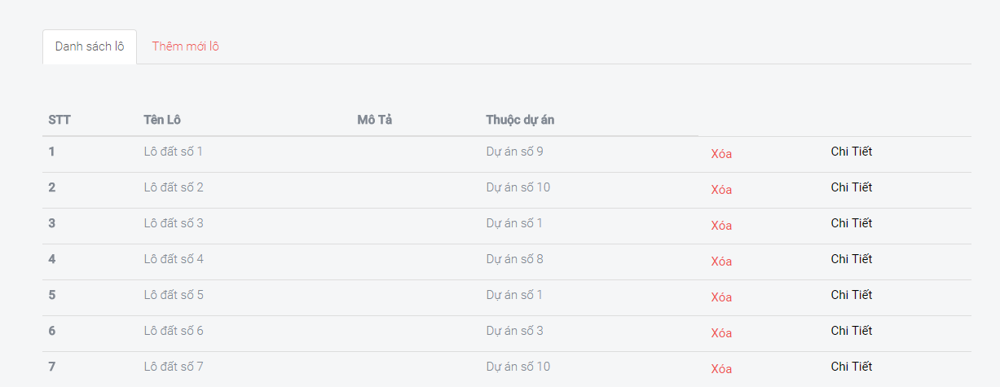 Danh sách lô Thêm mới lô
STT Tên Lô Mô Tả Thuộc dự án
1 Lô đất số 1 Dự án số 9 Xóa Chi Tiết
2 Lô đất số 2 Dự án số 10 Xóa Chi Tiết
3 Lô đất số 3 Dự án số 1 Xóa Chi Tiết
4 Lô đất số 4 Dự án số 8 Xóa Chi Tiết
5 Lô đất số 5 Dự án số 1 Xóa Chi Tiết
6 Lô đất số 6 Dự án số 3 Xóa Chi Tiết
7 Lô đất số 7 Dự án số 10 Xóa Chi Tiết